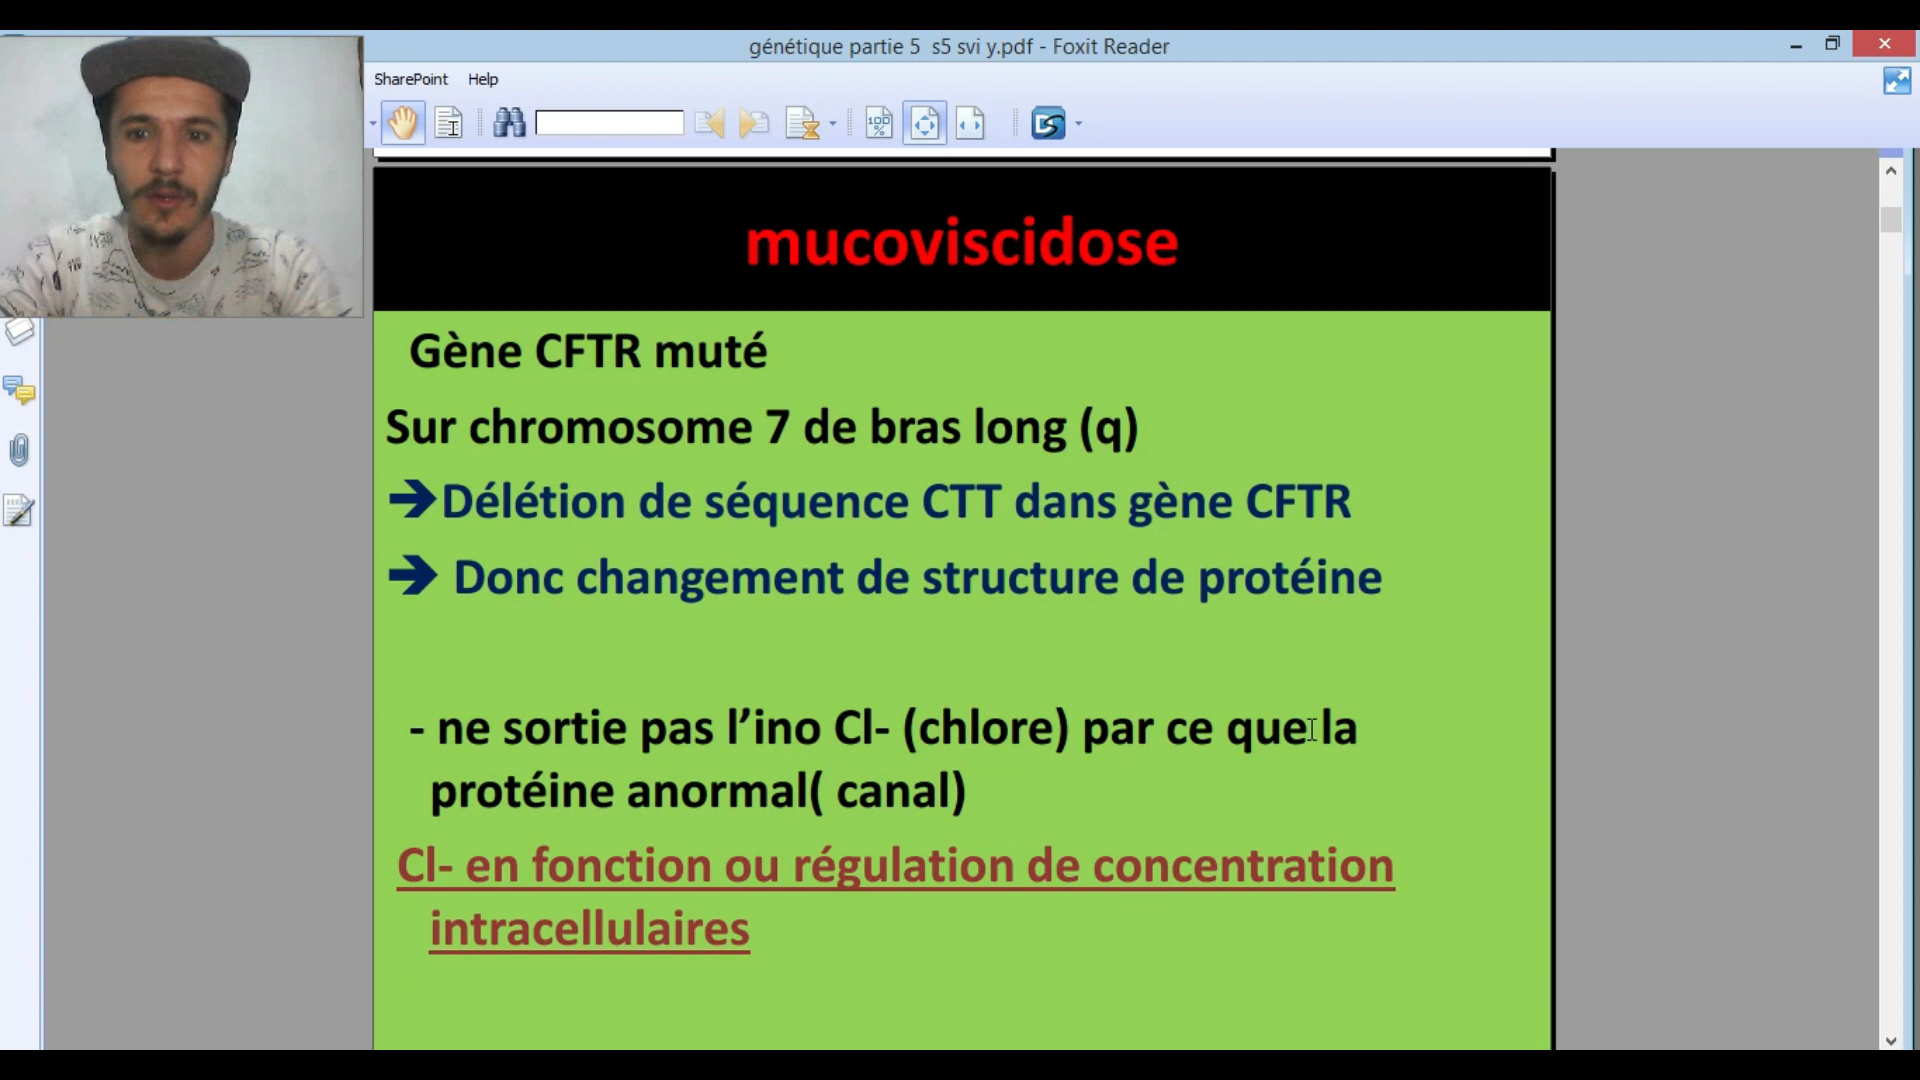 génétique partie 5  s5 svi y.pdf - Foxit Reader
SharePoint Help
100 %
mucoviscidose
Gène CFTR muté
Sur chromosome 7 de bras long (q)
➔Délétion de séquence CTT dans gène CFTR
➔ Donc changement de structure de protéine
- ne sortie pas l’ino Cl- (chlore) par ce que la
protéine anormal( canal)
Cl- en fonction ou régulation de concentration
intracellulaires